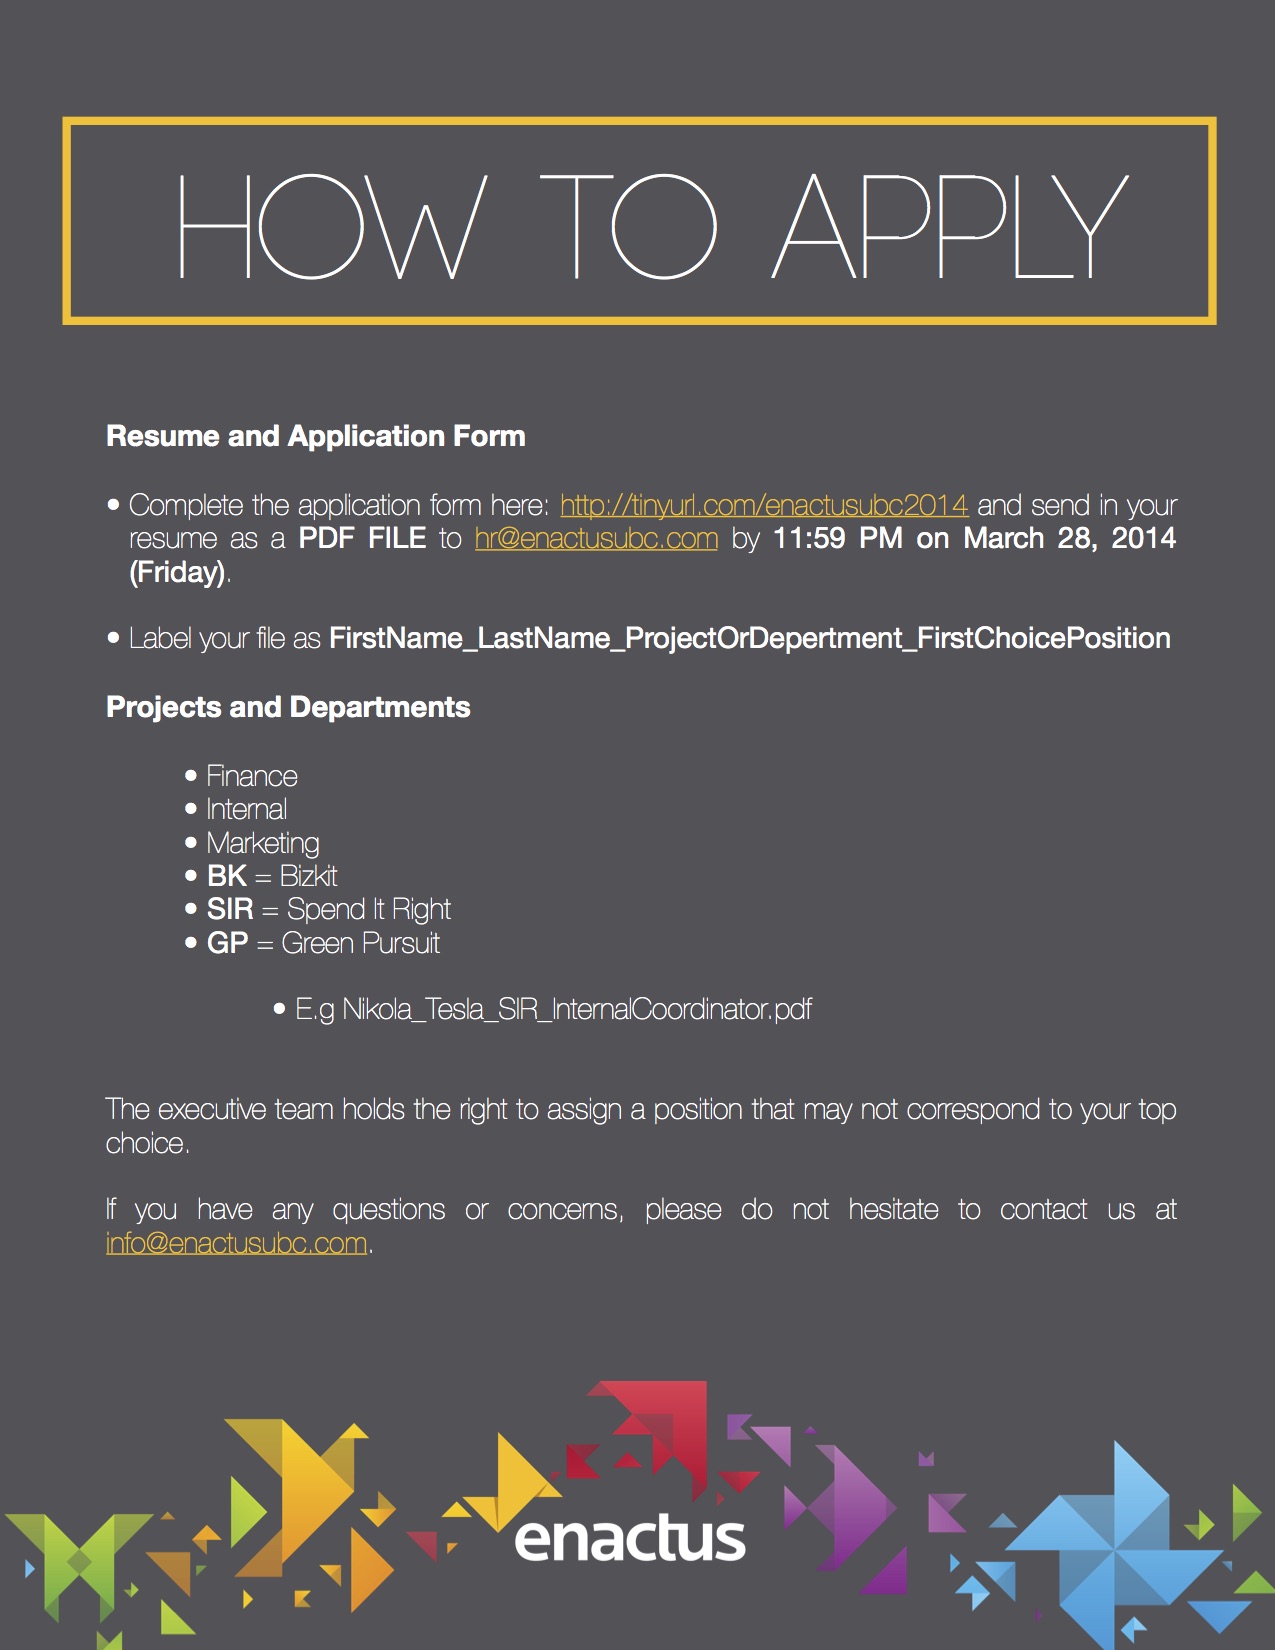 HOW TO APPLY
Resume and Application Form
• Complete the application form here: http://tinyurl.com/enactusubc2014 and send in your
resume as a PDF FILE to hr@enactusubc.com by 11:59 PM on March 28, 2014
(Friday).
• Label your file as FirstName_LastName_ProjectOrDepertment_FirstChoicePosition
Projects and Departments
• Finance
• Internal
• Marketing
• BK = Bizkit
• SIR = Spend It Right
• GP = Green Pursuit
• E.g Nikola_Tesla_SIR_InternalCoordinator.pdf
The executive team holds the right to assign a position that may not correspond to your top
choice.
If you have any questions or concerns, please do not hesitate to contact us at
info@enactusubc.com.
enactus